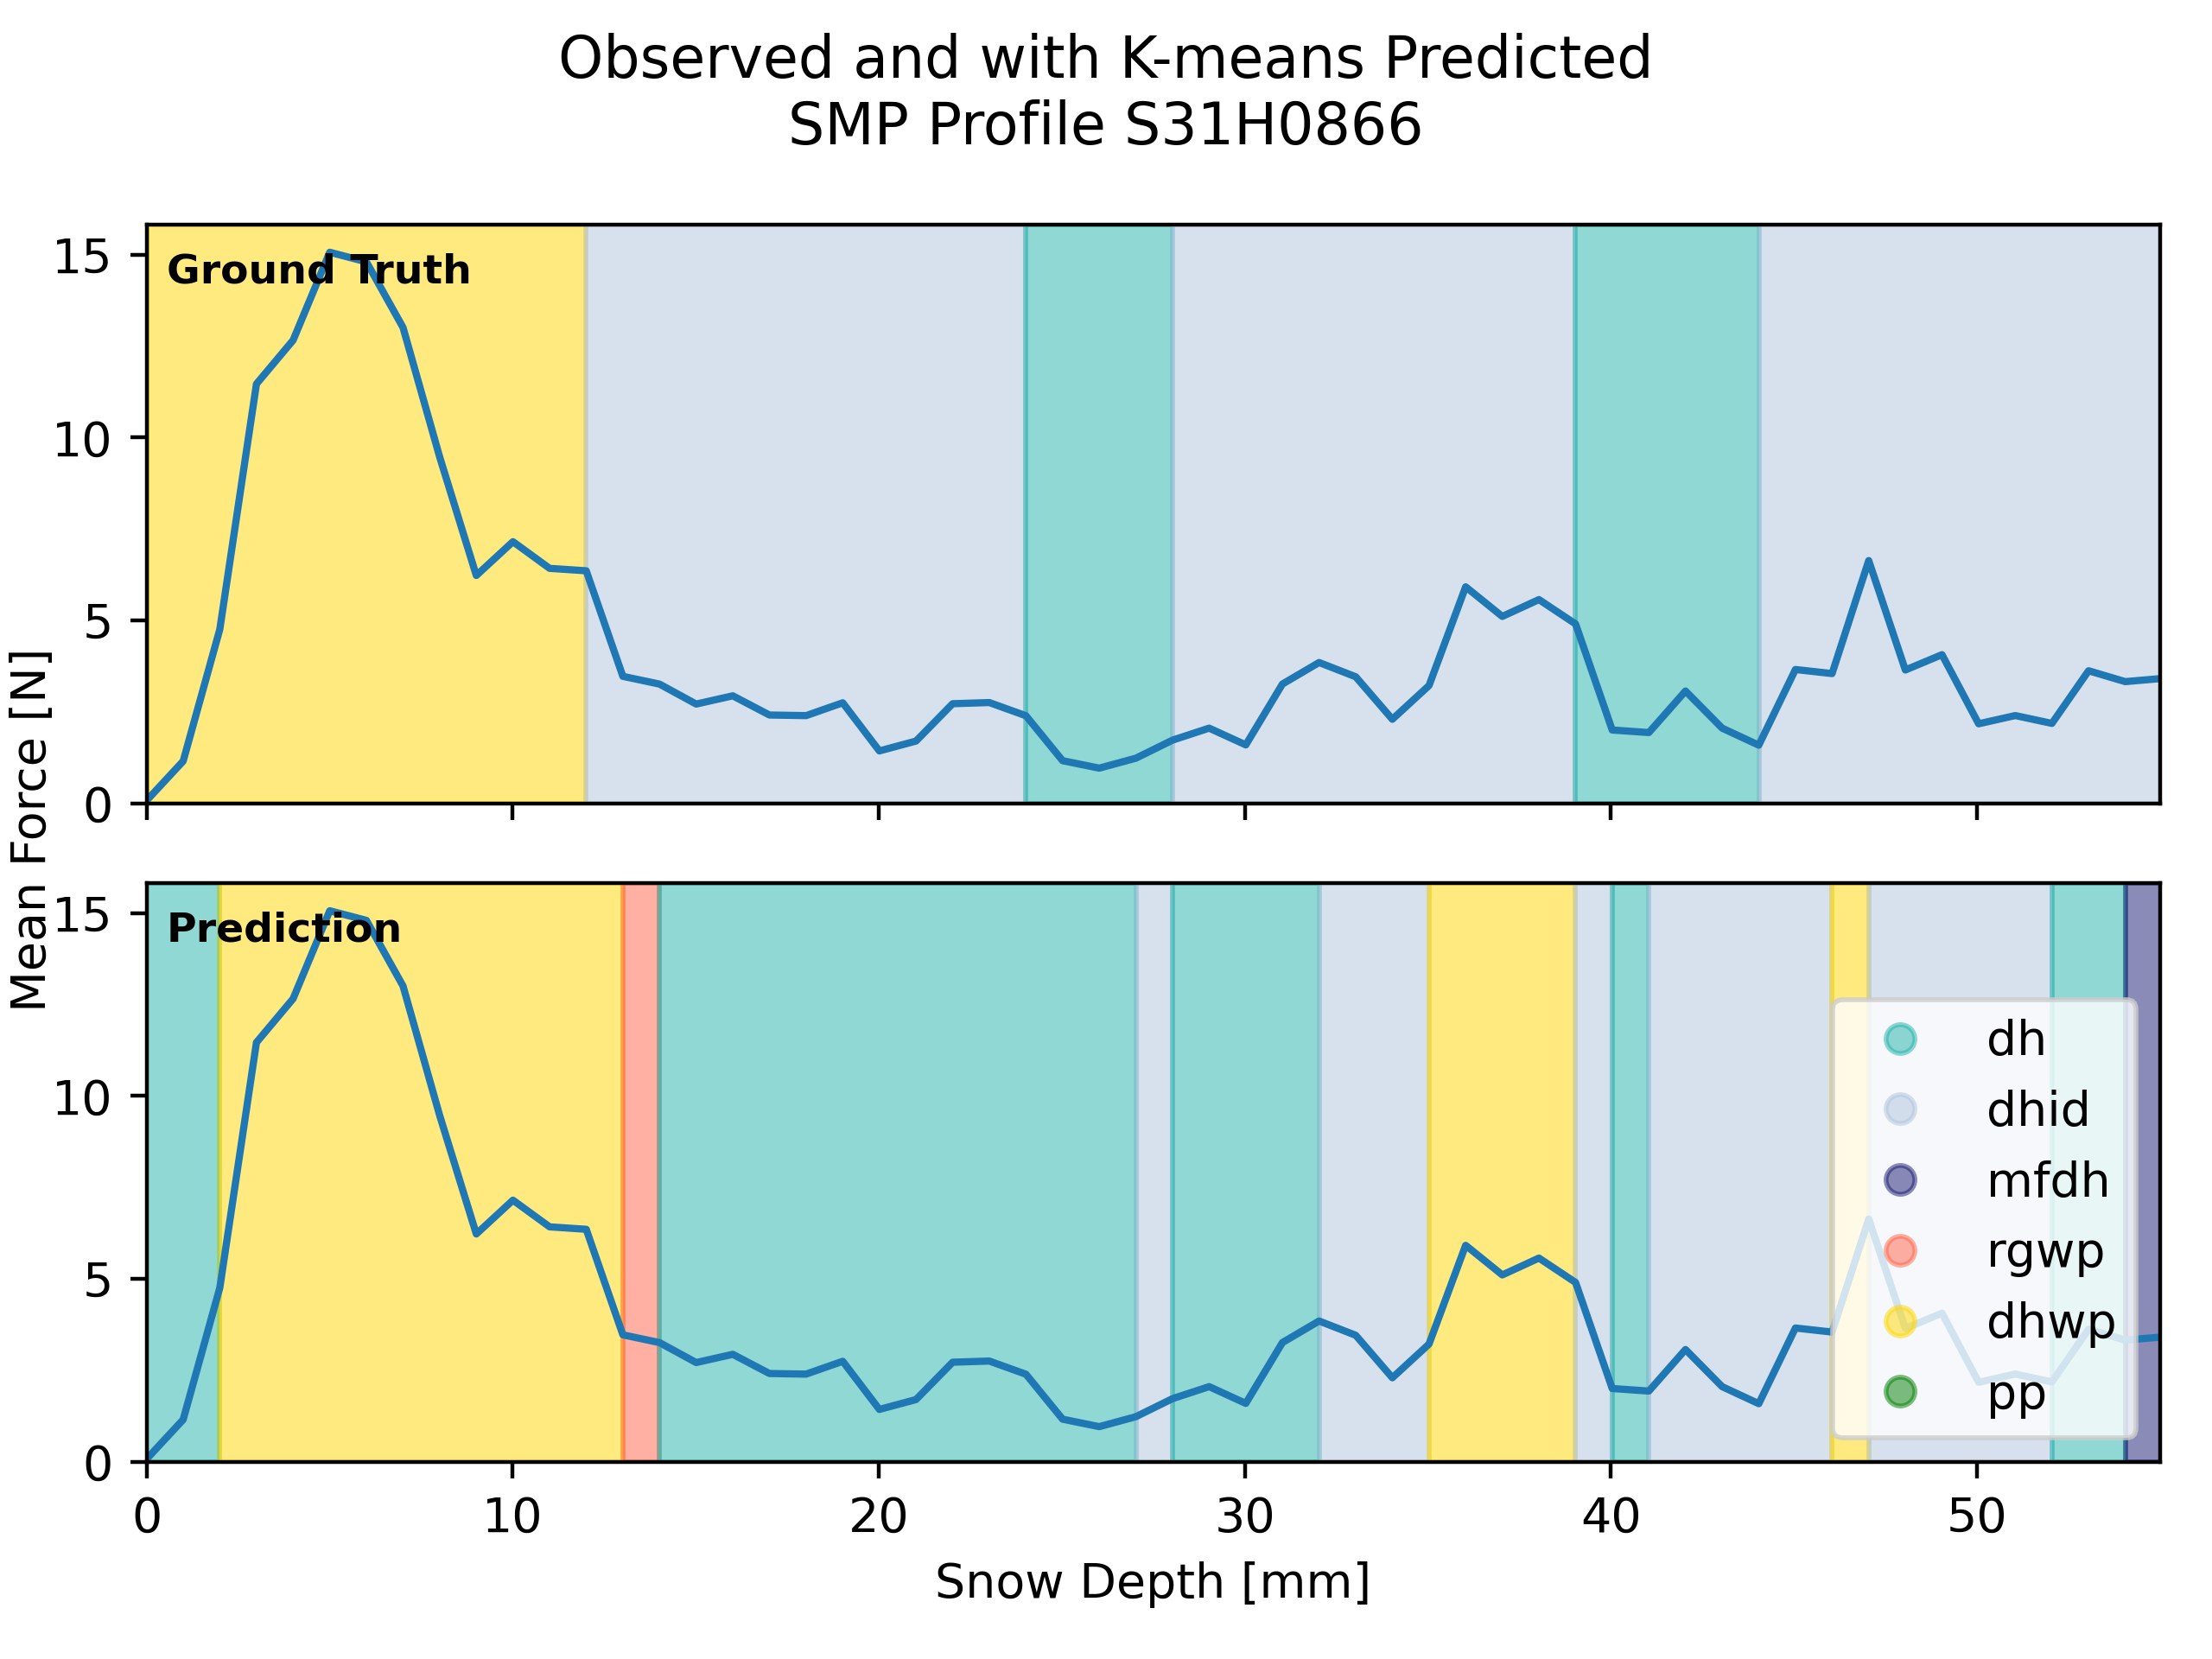 Observed and with K-means Predicted
SMP Profile S31H0866
Mean Force [N]
15
10
5
0
Ground Truth
15
10
5
0
Prediction
dh
dhid
mfdh
rgwp
dhwp
pp
0 10 20 30 40 50
Snow Depth [mm]